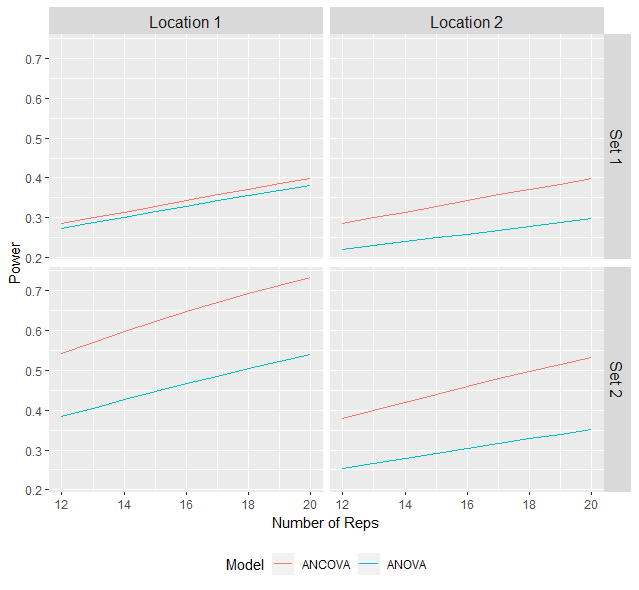 Location 1
Location 2
0.7
0.6
0.5
0.4
0.3
0.2
Set 1
Power
0.7
0.6
0.5
0.4
0.3
0.2
Set 2
12 14 16 18 20
12 14 16 18 20
Number of Reps
Model ANCOVA ANOVA